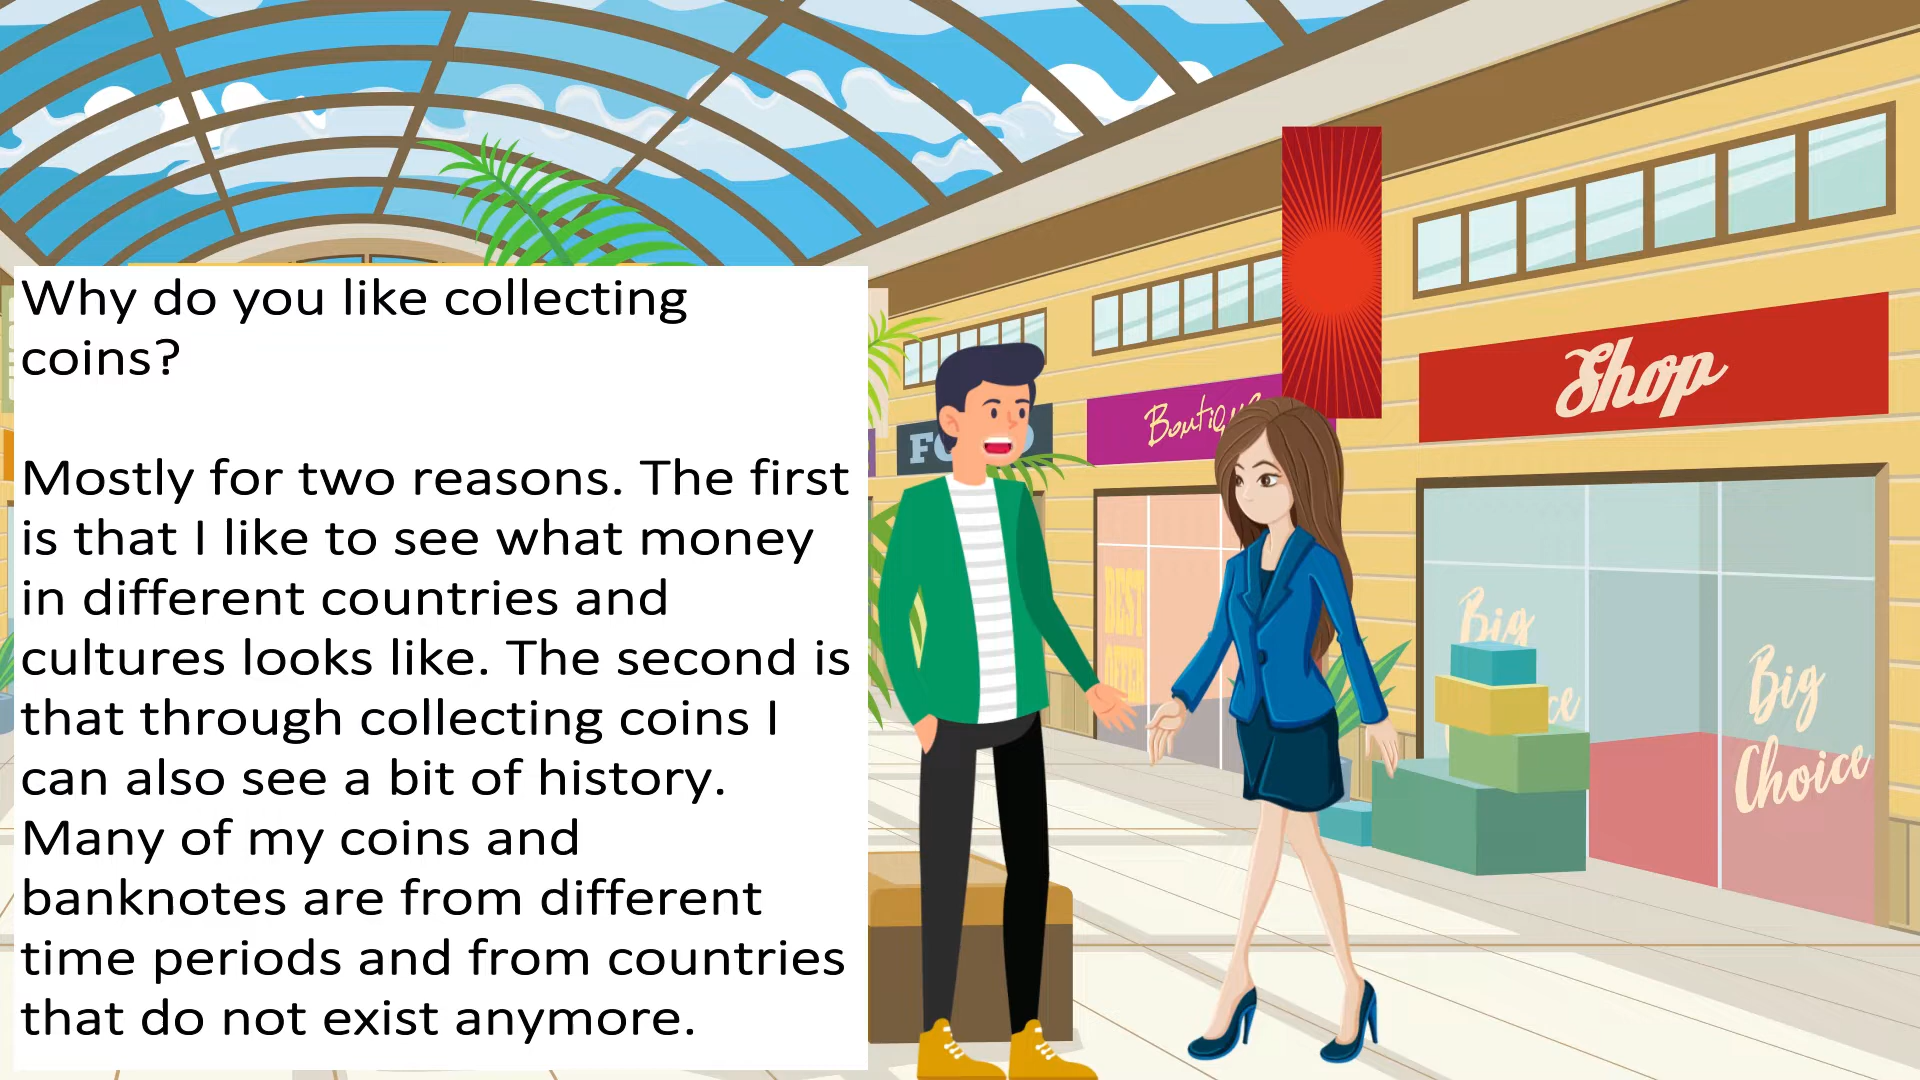 Why do you like collecting
coins?
Mostly for two reasons. The first
is that I like to see what money
in different countries and
cultures looks like. The second is
that through collecting coins I
can also see a bit of history.
Many of my coins and
banknotes are from different
time periods and from countries
that do not exist anymore.
Shop
BEST
OFFER
Big
Big
Choice